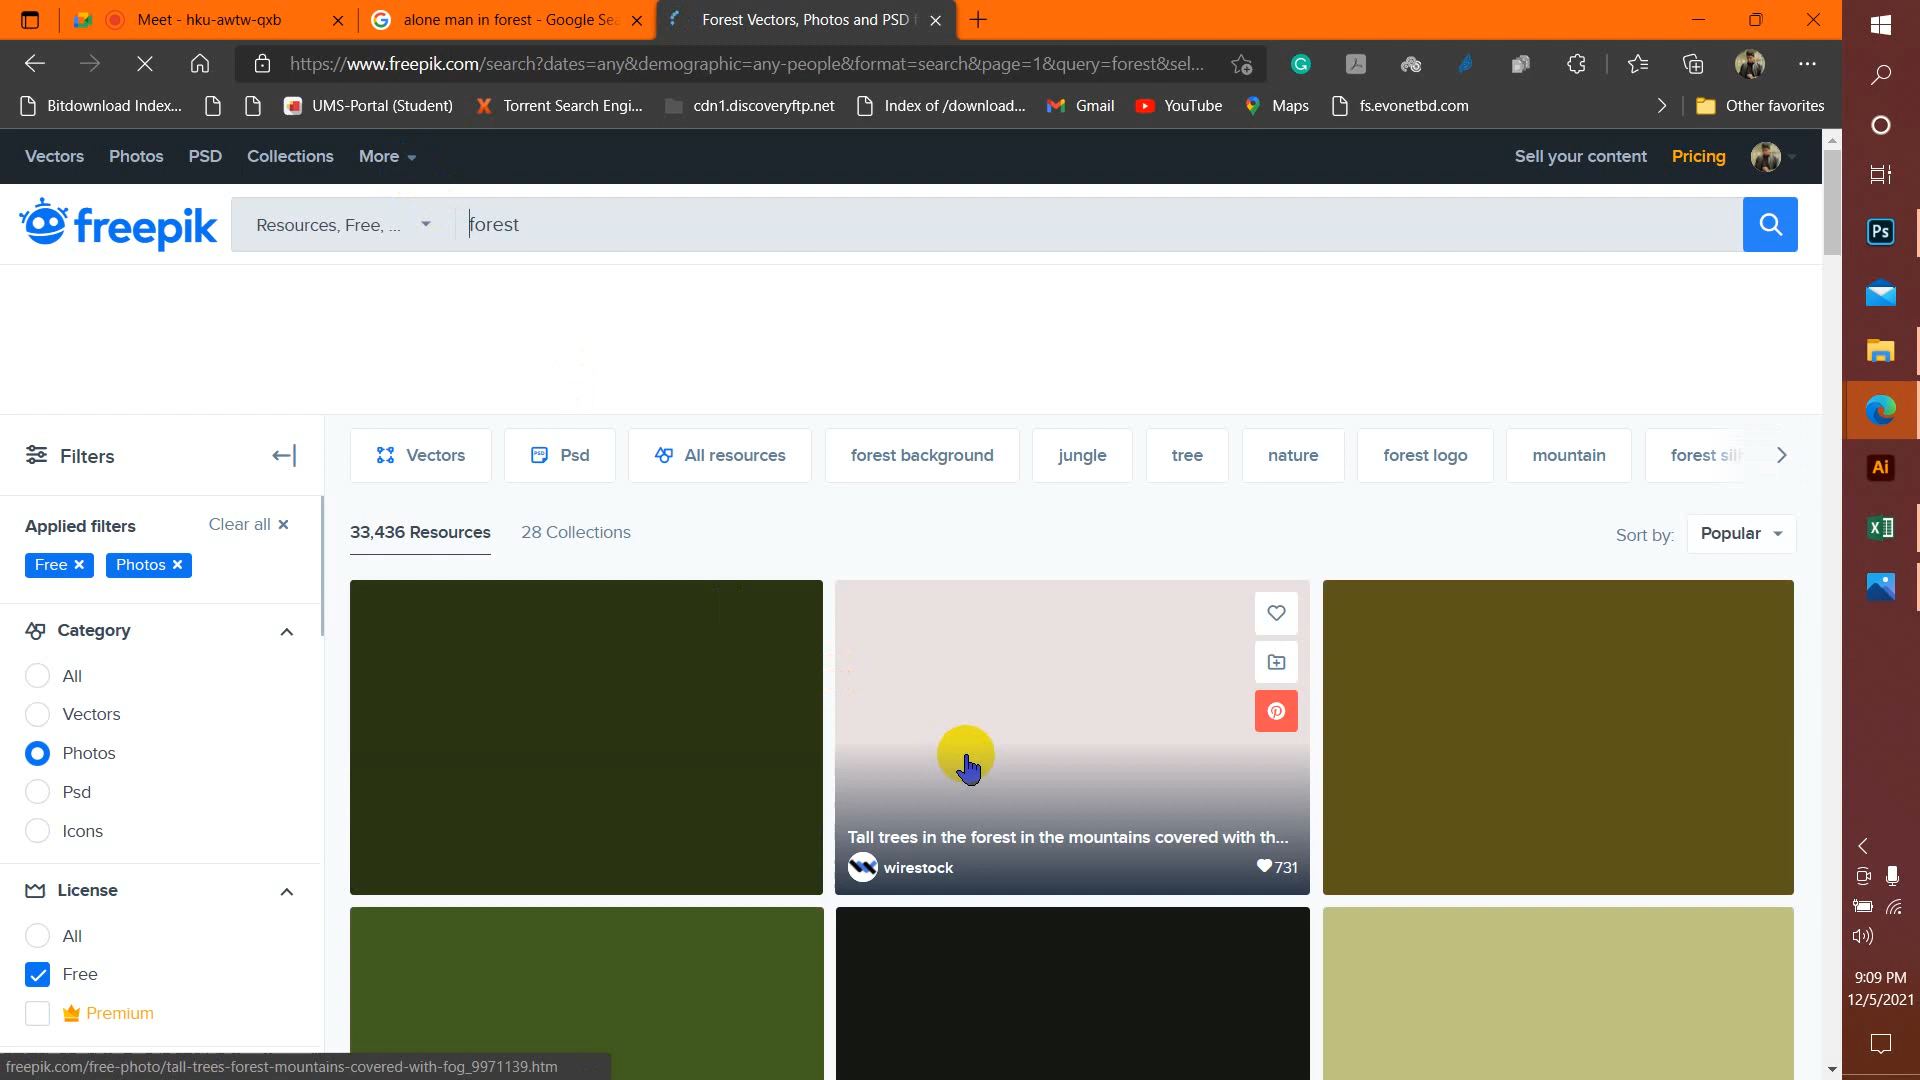 Meet - hku-awtw-qxb
alone man in forest - Google Sea
Forest Vectors, Photos and PSD f
https://www.freepik.com/search?dates=any&demographic=any-people&format=search&page=1&query=forest&sel...
Bitdownload Index...
UMS-Portal (Student)
Torrent Search Engi...
cdn1.discoveryftp.net
Index of /download...
Gmail
YouTube
Maps
fs.evonetbd.com
Other favorites
Vectors
Photos
PSD
Collections
More
Sell your content
Pricing
freepik
Resources, Free, ...
forest
Filters
Vectors
Psd
All resources
forest background
jungle
tree
nature
forest logo
mountain
forest sil
Applied filters
Clear all
Free
Photos
33,436 Resources
28 Collections
Sort by:
Popular
Category
All
Vectors
Photos
Psd
Icons
License
All
Free
Premium
Tall trees in the forest in the mountains covered with th...
wirestock
731
freepik.com/free-photo/tall-trees-forest-mountains-covered-with-fog_9971139.htm
Ps
Ai
9:09 PM
12/5/2021